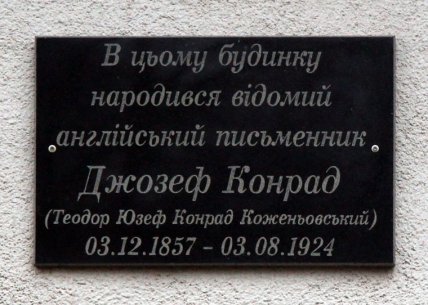 В цьому будинку
народився відомий
англійський письменник
Джозеф Конрад
(Теодор Юзеф Конрад Коженьовський)
03.12.1857 – 03.08.1924